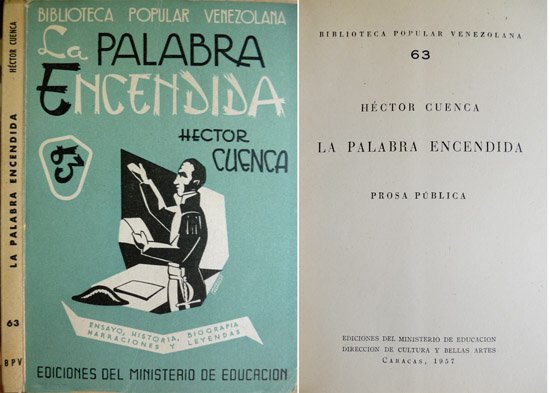 HÉCTOR CUENCA
LA PALABRA ENCENDIDA
63
BPV
BIBLIOTECA POPULAR VENEZOLANA
La PALABRA
ENCENDIDA
HECTOR
CUENCA
63
ENSAYO, HISTORIA, BIOGRAFIA
NARRACIONES Y LEYENDAS
EDICIONES DEL MINISTERIO DE EDUCACION
BIBLIOTECA POPULAR VENEZOLANA
63
HÉCTOR CUENCA
LA PALABRA ENCENDIDA
PROSA PÚBLICA
EDICIONES DEL MINISTERIO DE EDUCACION
DIRECCION DE CULTURA Y BELLAS ARTES
CARACAS, 1957